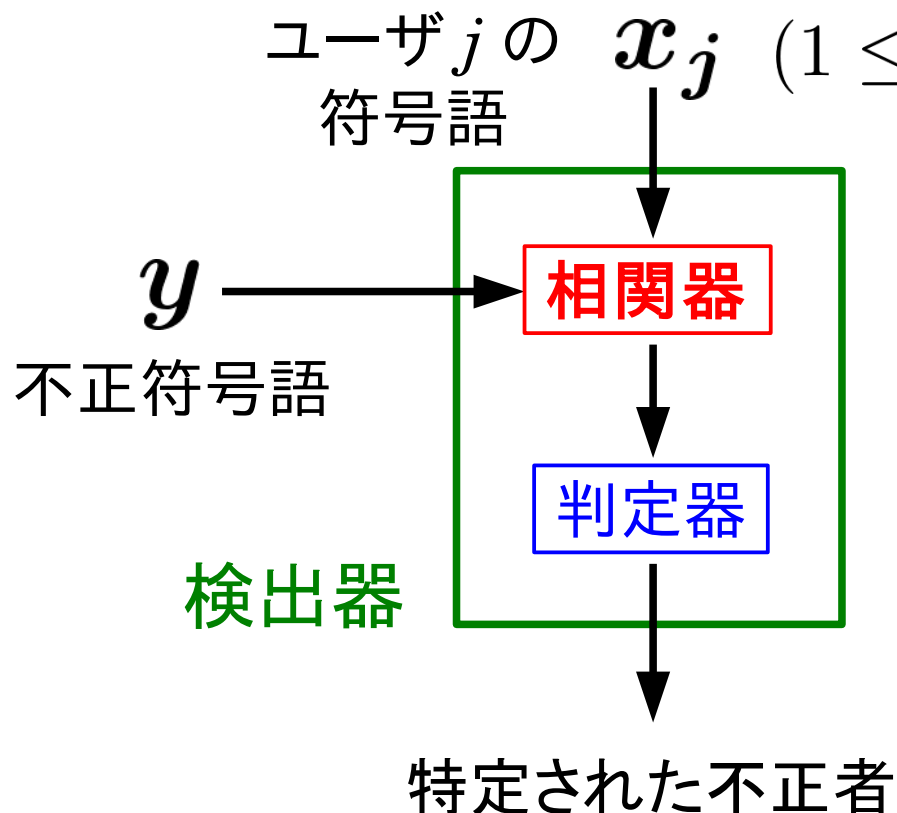 ユーザjの x_j (1 ≤
符号語
y
相関器
不正符号語
判定器
検出器
特定された不正者